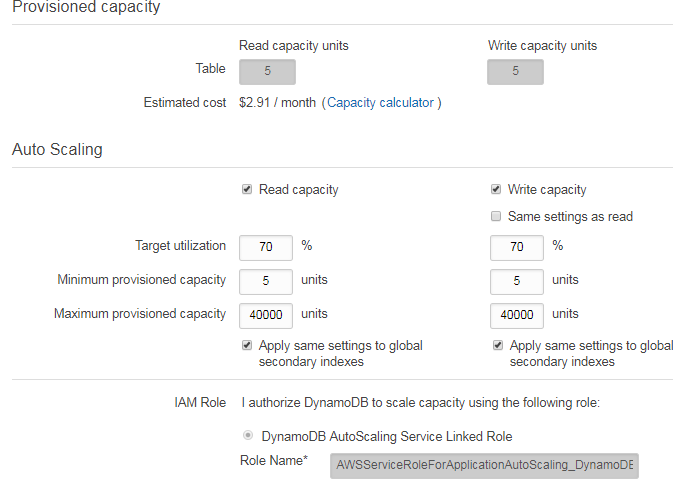 Provisioned capacity
Read capacity units Write capacity units
Table 5 5
Estimated cost $2.91 / month (Capacity calculator )
Auto Scaling
Read capacity Write capacity
Same settings as read
Target utilization 70 % 70 %
Minimum provisioned capacity 5 units 5 units
Maximum provisioned capacity 40000 units 40000 units
Apply same settings to global Apply same settings to global
secondary indexes secondary indexes
IAM Role I authorize DynamoDB to scale capacity using the following role:
DynamoDB AutoScaling Service Linked Role
Role Name* AWSServiceRoleForApplicationAutoScaling_DynamoDB